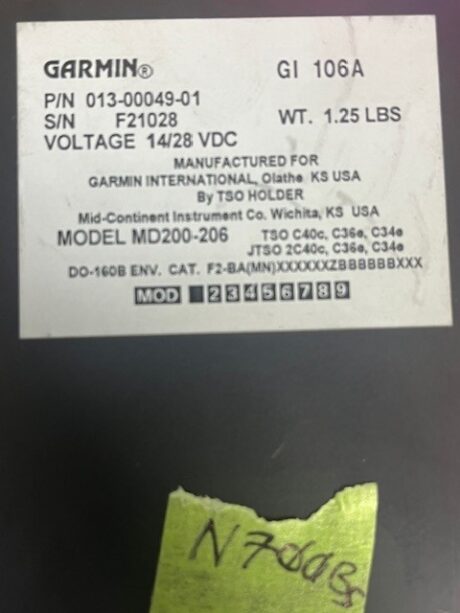 GARMIN® GI 106A
P/N 013-00049-01
S/N F21028 WT. 1.25 LBS
VOLTAGE 14/28 VDC
MANUFACTURED FOR
GARMIN INTERNATIONAL, Olathe KS USA
By TSO HOLDER
Mid-Continent Instrument Co. Wichita, KS USA
MODEL MD200-206 TSO C40c, C36e, C34e
JTSO 2C40c, C36e, C34e
DO-160B ENV. CAT. F2-BA(MN)XXXXXXZBBBBBBXXX
MOD 2 3 4 5 6 7 8 9
N700BS